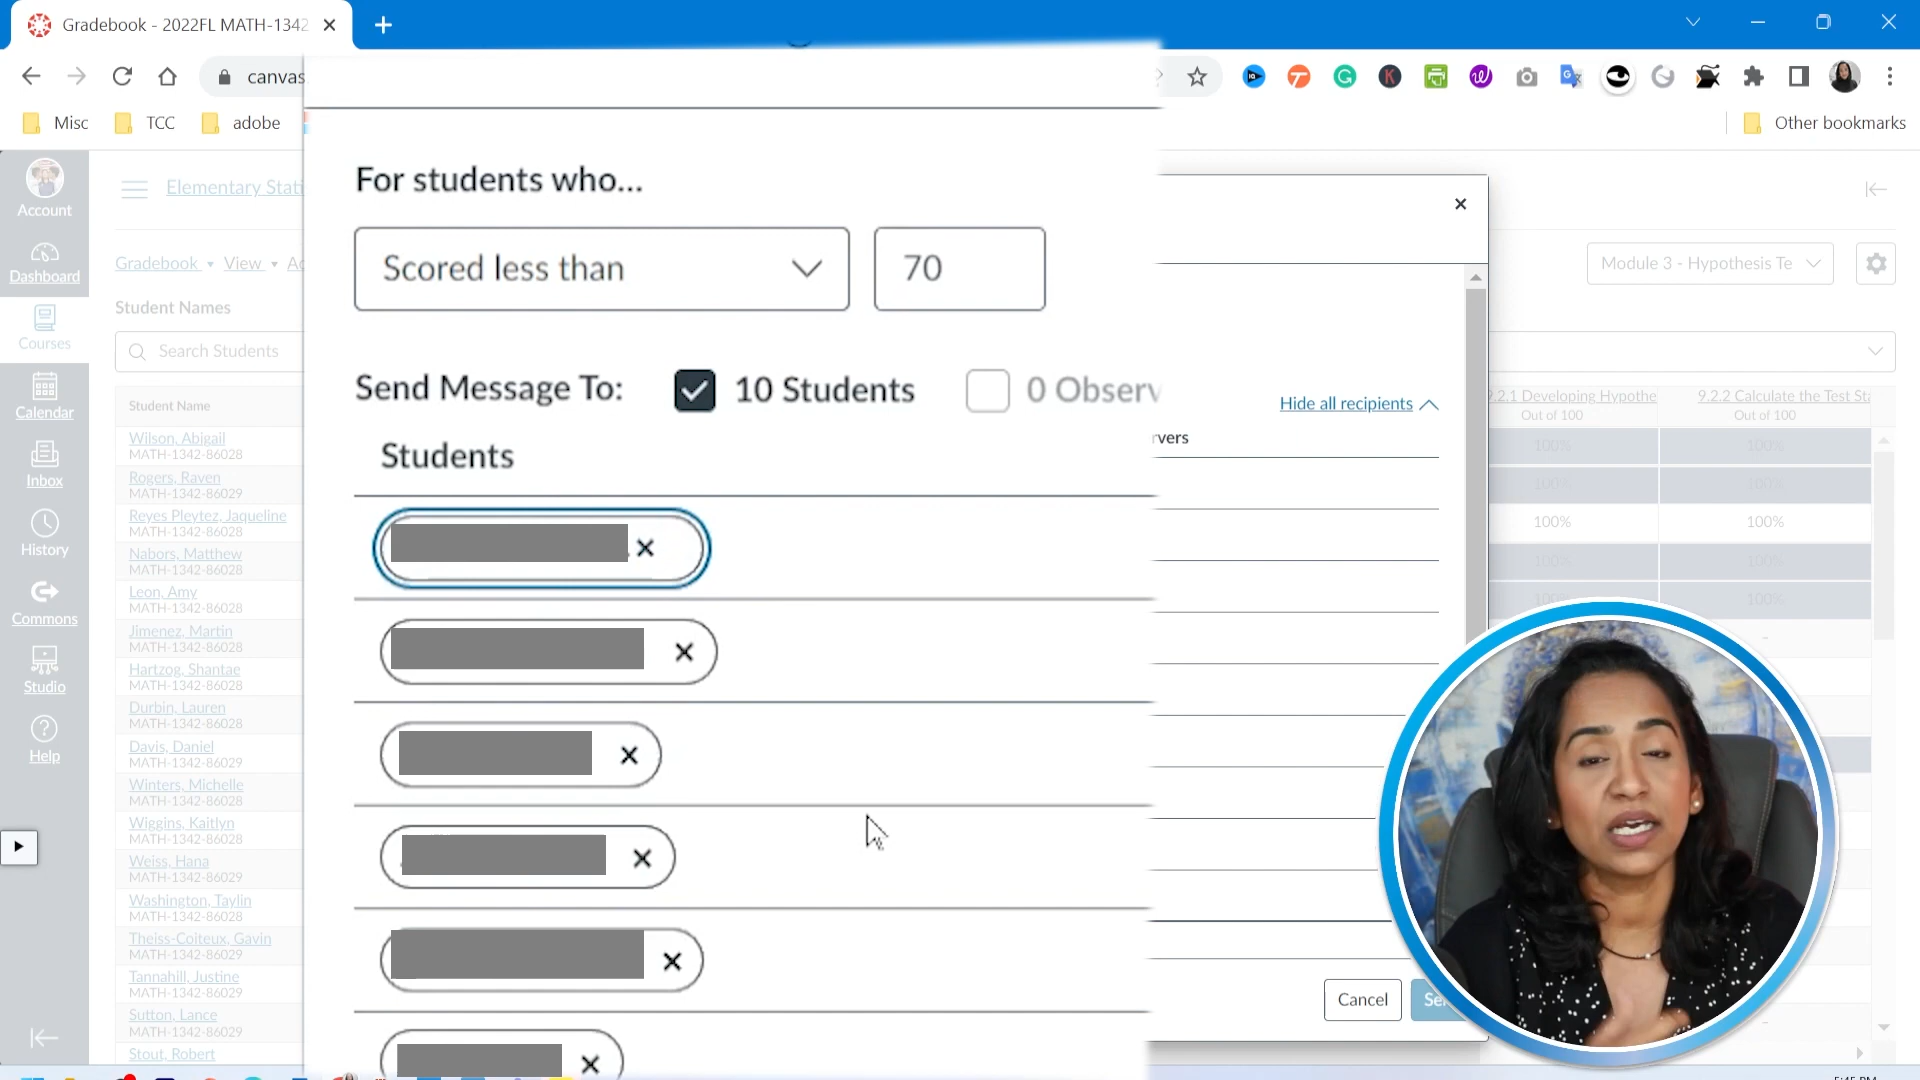 Gradebook - 2022FL MATH-1342
canvas
Misc
TCC
adobe
Other bookmarks
Account
Dashboard
Courses
Calendar
Inbox
History
Commons
Studio
Help
Elementary Stati
Gradebook
View
Module 3 - Hypothesis Te
Student Names
Search Students
Student Name
Wilson, Abigail
MATH-1342-86028
Rogers, Raven
MATH-1342-86029
Reyes Pleytez, Jaqueline
MATH-1342-86028
Nabors, Matthew
MATH-1342-86028
Leon, Amy
MATH-1342-86028
Jimenez, Martin
MATH-1342-86028
Hartzog, Shantae
MATH-1342-86028
Durbin, Lauren
MATH-1342-86028
Davis, Daniel
MATH-1342-86028
Winters, Michelle
MATH-1342-86028
Wiggins, Kaitlyn
MATH-1342-86028
Weiss, Hana
MATH-1342-86029
Washington, Taylin
MATH-1342-86028
Theiss-Coiteux, Gavin
MATH-1342-86029
Tannahill, Justine
MATH-1342-86029
Sutton, Lance
MATH-1342-86029
Stout, Robert
For students who...
Scored less than
70
Send Message To:
10 Students
0 Observ
Students
Hide all recipients
rvers
Cancel
9.2.1 Developing Hypothe
Out of 100
9.2.2 Calculate the Test Sta
Out of 100
100% 100%
100% 100%
100% 100%
100% 100%
100% 100%